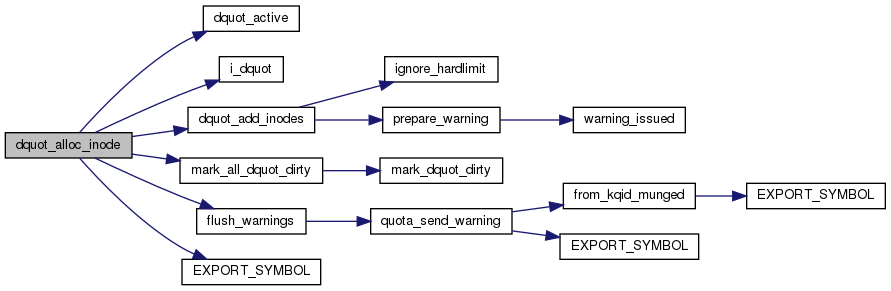 dquot_active
i_dquot
ignore_hardlimit
dquot_add_inodes
prepare_warning
warning_issued
dquot_alloc_inode
mark_all_dquot_dirty
mark_dquot_dirty
flush_warnings
quota_send_warning
from_kqid_munged
EXPORT_SYMBOL
EXPORT_SYMBOL
EXPORT_SYMBOL